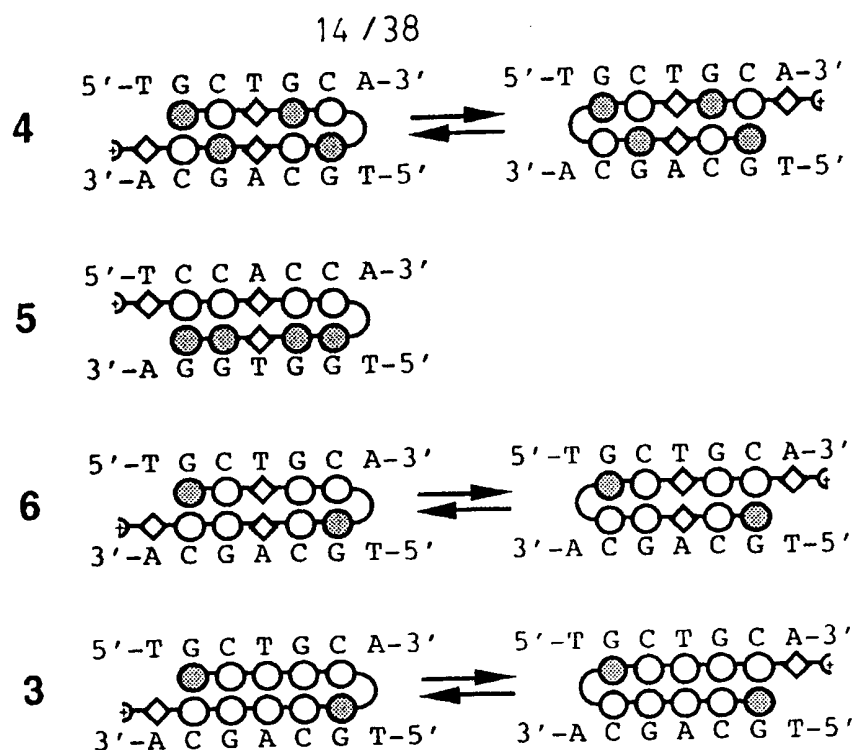 14/38
5'-T G C T G C A-3' 5'-T G C T G C A-3'
4
3'-A C G A C G T-5' 3'-A C G A C G T-5'
5'-T C C A C C A-3'
5
3'-A G G T G G T-5'
5'-T G C T G C A-3' 5'-T G C T G C A-3'
6
3'-A C G A C G T-5' 3'-A C G A C G T-5'
5'-T G C T G C A-3' 5'-T G C T G C A-3'
3
3'-A C G A C G T-5' 3'-A C G A C G T-5'